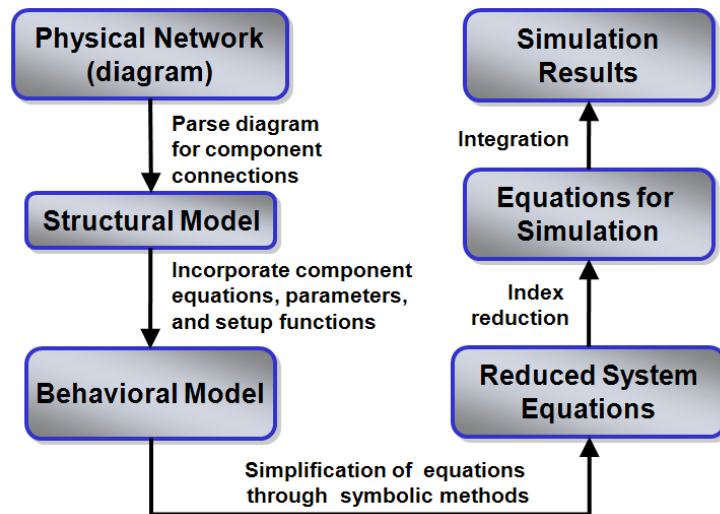 Physical Network
(diagram)
Parse diagram
for component
connections
Structural Model
Incorporate component
equations, parameters,
and setup functions
Behavioral Model
Simplification of equations
through symbolic methods
Reduced System
Equations
Index
reduction
Equations for
Simulation
Integration
Simulation
Results